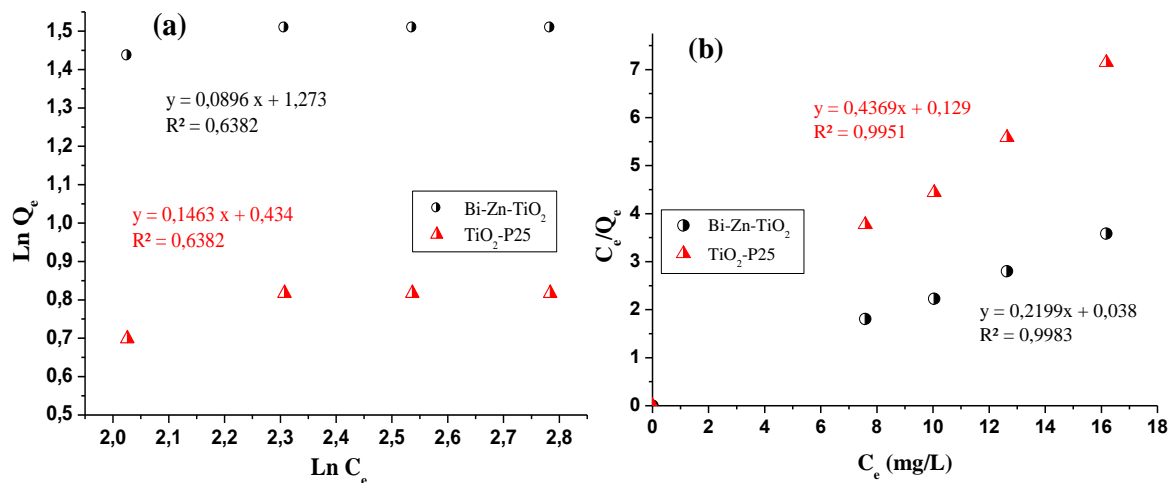 (a)
1,5
1,4
1,3
1,2
1,1
1,0
0,9
0,8
0,7
0,6
0,5
Ln Qe
y = 0,0896 x + 1,273
R² = 0,6382
y = 0,1463 x + 0,434
R² = 0,6382
Bi-Zn-TiO₂
TiO₂-P25
2,0 2,1 2,2 2,3 2,4 2,5 2,6 2,7 2,8
Ln Cₑ
(b)
7
6
5
4
3
2
1
0
Cₑ/Qₑ
y = 0,4369x + 0,129
R² = 0,9951
Bi-Zn-TiO₂
TiO₂-P25
y = 0,2199x + 0,038
R² = 0,9983
0 2 4 6 8 10 12 14 16 18
Cₑ (mg/L)